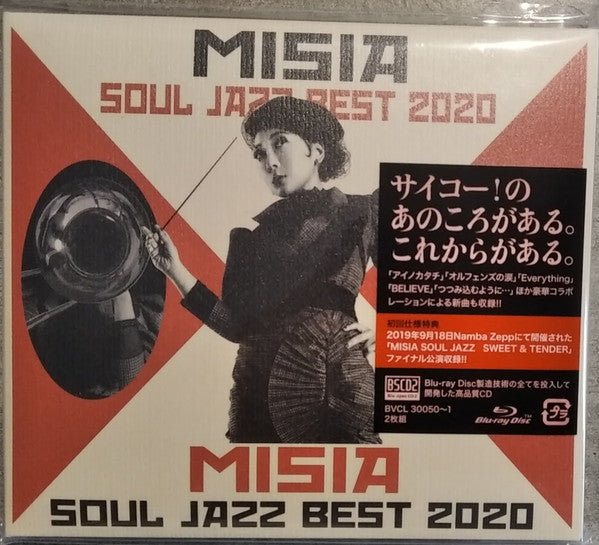 MISIA
SOUL JAZZ BEST 2020
サイコー!の
あのころがある。
これからがある。
「アイノカタチ」「オルフェンズの涙」「Everything」
「BELIEVE」「つつみ込むように…」ほか豪華コラボ
レーションによる新曲も収録!!
初回仕様特典
2019年9月18日Namba Zeppにて開催された
「MISIA SOUL JAZZ SWEET & TENDER」
ファイナル公演収録!!
BSCD2
Blu-spec CD 2
Blu-ray Disc製造技術の全てを投入して
開発した高品質CD
BVCL 30050~1
2枚組
Blu-ray Disc™
プラ
MISIA
SOUL JAZZ BEST 2020